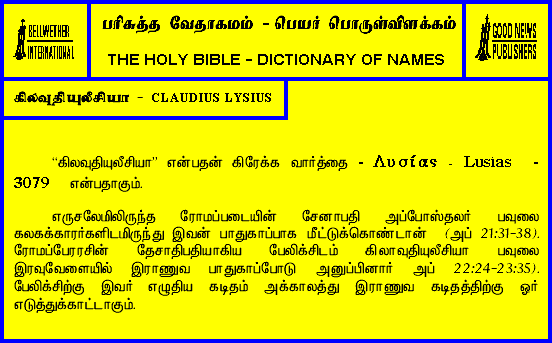 BELLWETHER
INTERNATIONAL
பரிசுத்த வேதாகமம் - பெயர் பொருள்விளக்கம்
THE HOLY BIBLE - DICTIONARY OF NAMES
GOOD NEWS
PUBLISHERS
கிலவுதியுலீசியா - CLAUDIUS LYSIUS
“கிலவுதியுலீசியா” என்பதன் கிரேக்க வார்த்தை - Λυσίας - Lusias -
3079 என்பதாகும்.
எருசலேமிலிருந்த ரோமப்படையின் சேனாபதி அப்போஸ்தலர் பவுலை
கலகக்காரர்களிடமிருந்து இவன் பாதுகாப்பாக மீட்டுக்கொண்டான் (அப் 21:31-38).
ரோமப்பேரரசின் தேசாதிபதியாகிய பேலிக்சிடம் கிலாவுதியுலீசியா பவுலை
இரவுவேளையில் இராணுவ பாதுகாப்போடு அனுப்பினார் அப் 22:24-23:35).
பேலிக்சிற்கு இவர் எழுதிய கடிதம் அக்காலத்து இராணுவ கடிதத்திற்கு ஓர்
எடுத்துக்காட்டாகும்.